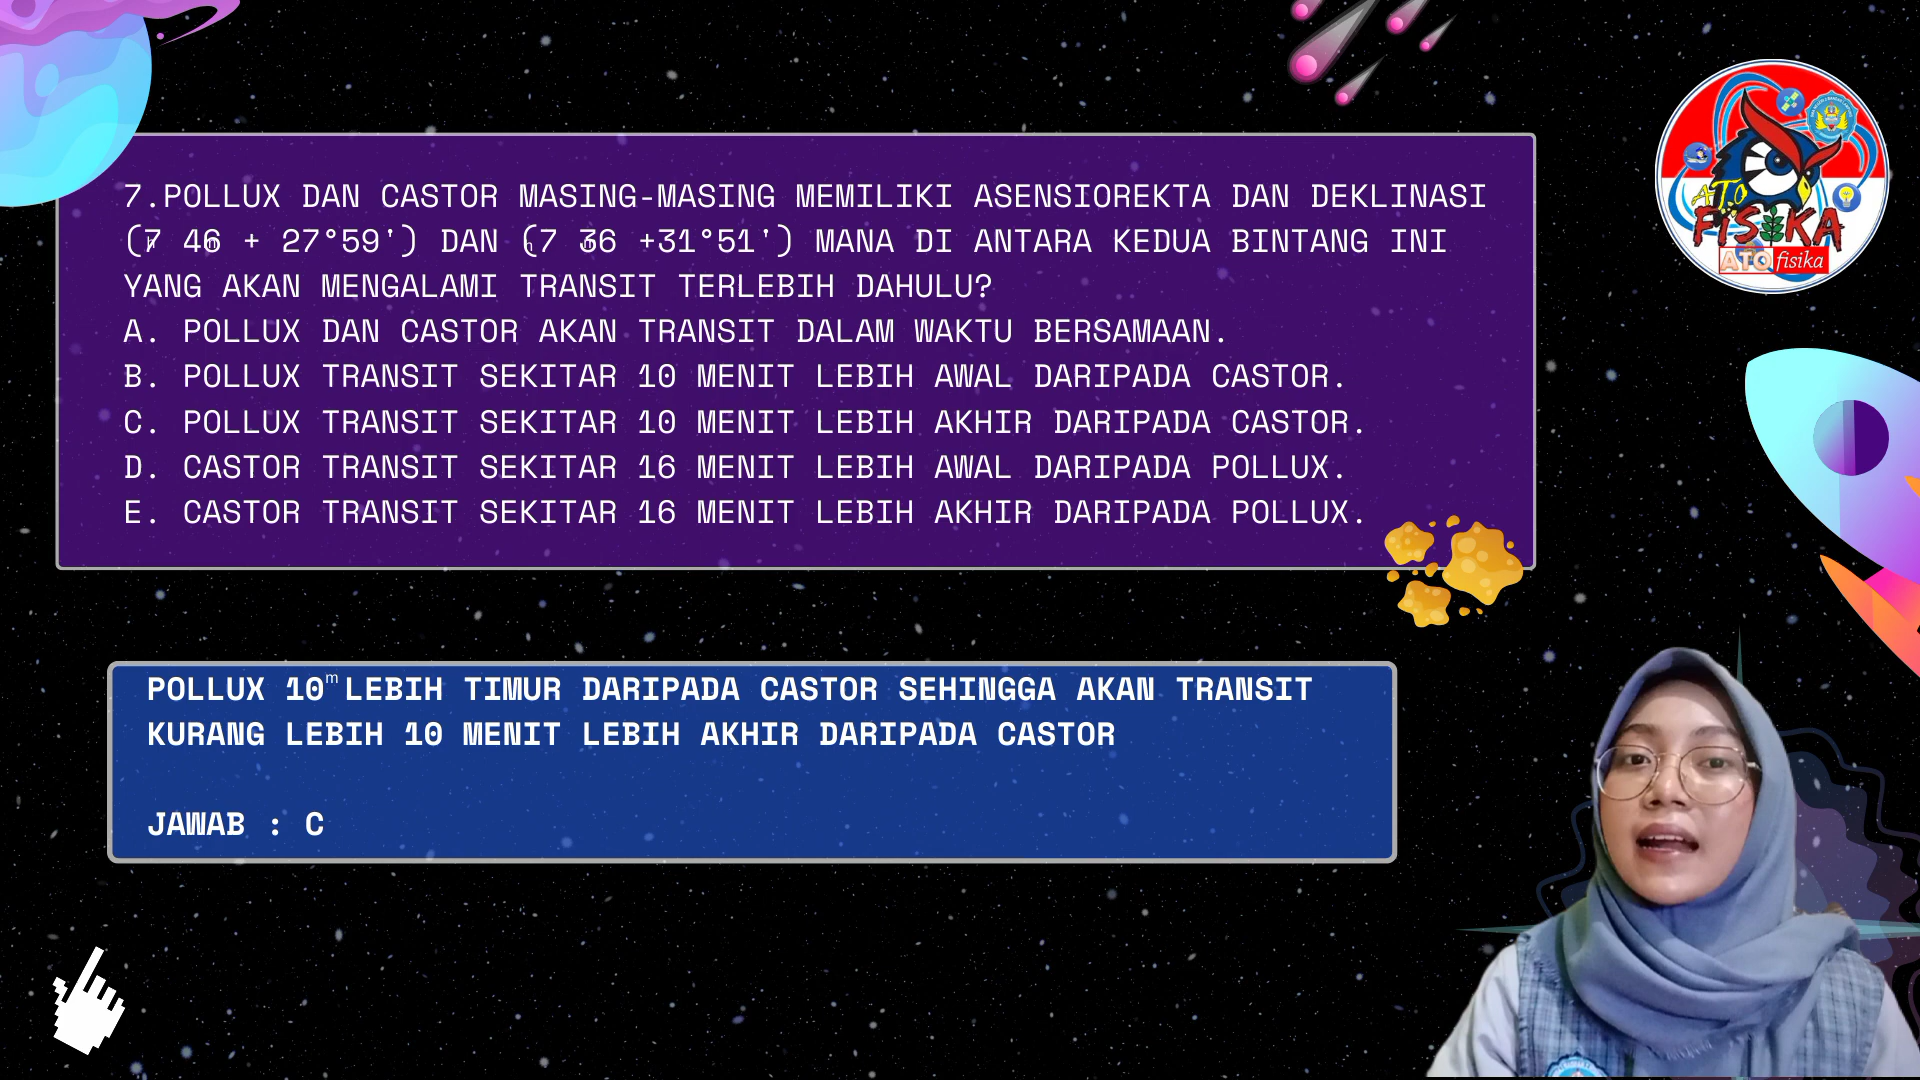 7.POLLUX DAN CASTOR MASING-MASING MEMILIKI ASENSIOREKTA DAN DEKLINASI
(7h 46m + 27°59') DAN (7h 36m +31°51') MANA DI ANTARA KEDUA BINTANG INI
YANG AKAN MENGALAMI TRANSIT TERLEBIH DAHULU?
A. POLLUX DAN CASTOR AKAN TRANSIT DALAM WAKTU BERSAMAAN.
B. POLLUX TRANSIT SEKITAR 10 MENIT LEBIH AWAL DARIPADA CASTOR.
C. POLLUX TRANSIT SEKITAR 10 MENIT LEBIH AKHIR DARIPADA CASTOR.
D. CASTOR TRANSIT SEKITAR 16 MENIT LEBIH AWAL DARIPADA POLLUX.
E. CASTOR TRANSIT SEKITAR 16 MENIT LEBIH AKHIR DARIPADA POLLUX.
ATO
FISIKA
ATO fisika
POLLUX 10m LEBIH TIMUR DARIPADA CASTOR SEHINGGA AKAN TRANSIT
KURANG LEBIH 10 MENIT LEBIH AKHIR DARIPADA CASTOR
JAWAB : C